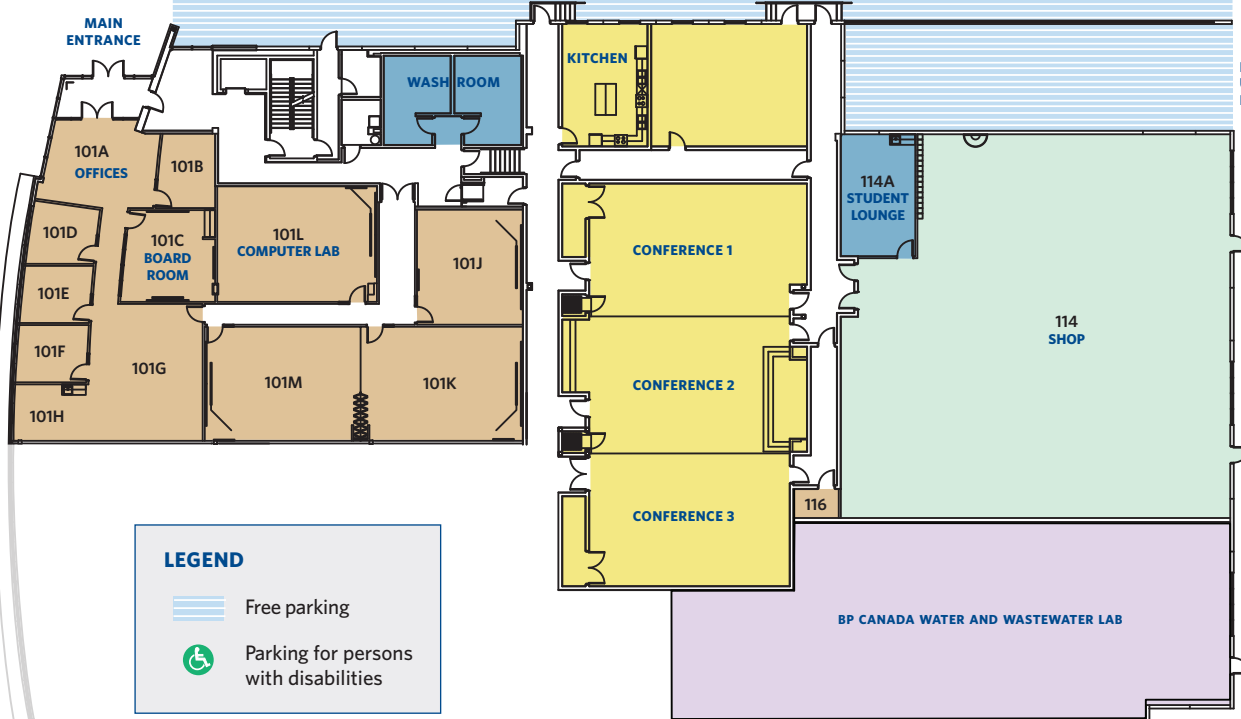 MAIN
ENTRANCE
KITCHEN
WASH ROOM
101A
OFFICES
101B
114A
STUDENT
LOUNGE
101D
101C
BOARD
ROOM
101L
COMPUTER LAB
101J
CONFERENCE 1
101E
114
SHOP
101F
101G
101M
101K
CONFERENCE 2
101H
116
CONFERENCE 3
LEGEND
Free parking
Parking for persons
with disabilities
BP CANADA WATER AND WASTEWATER LAB